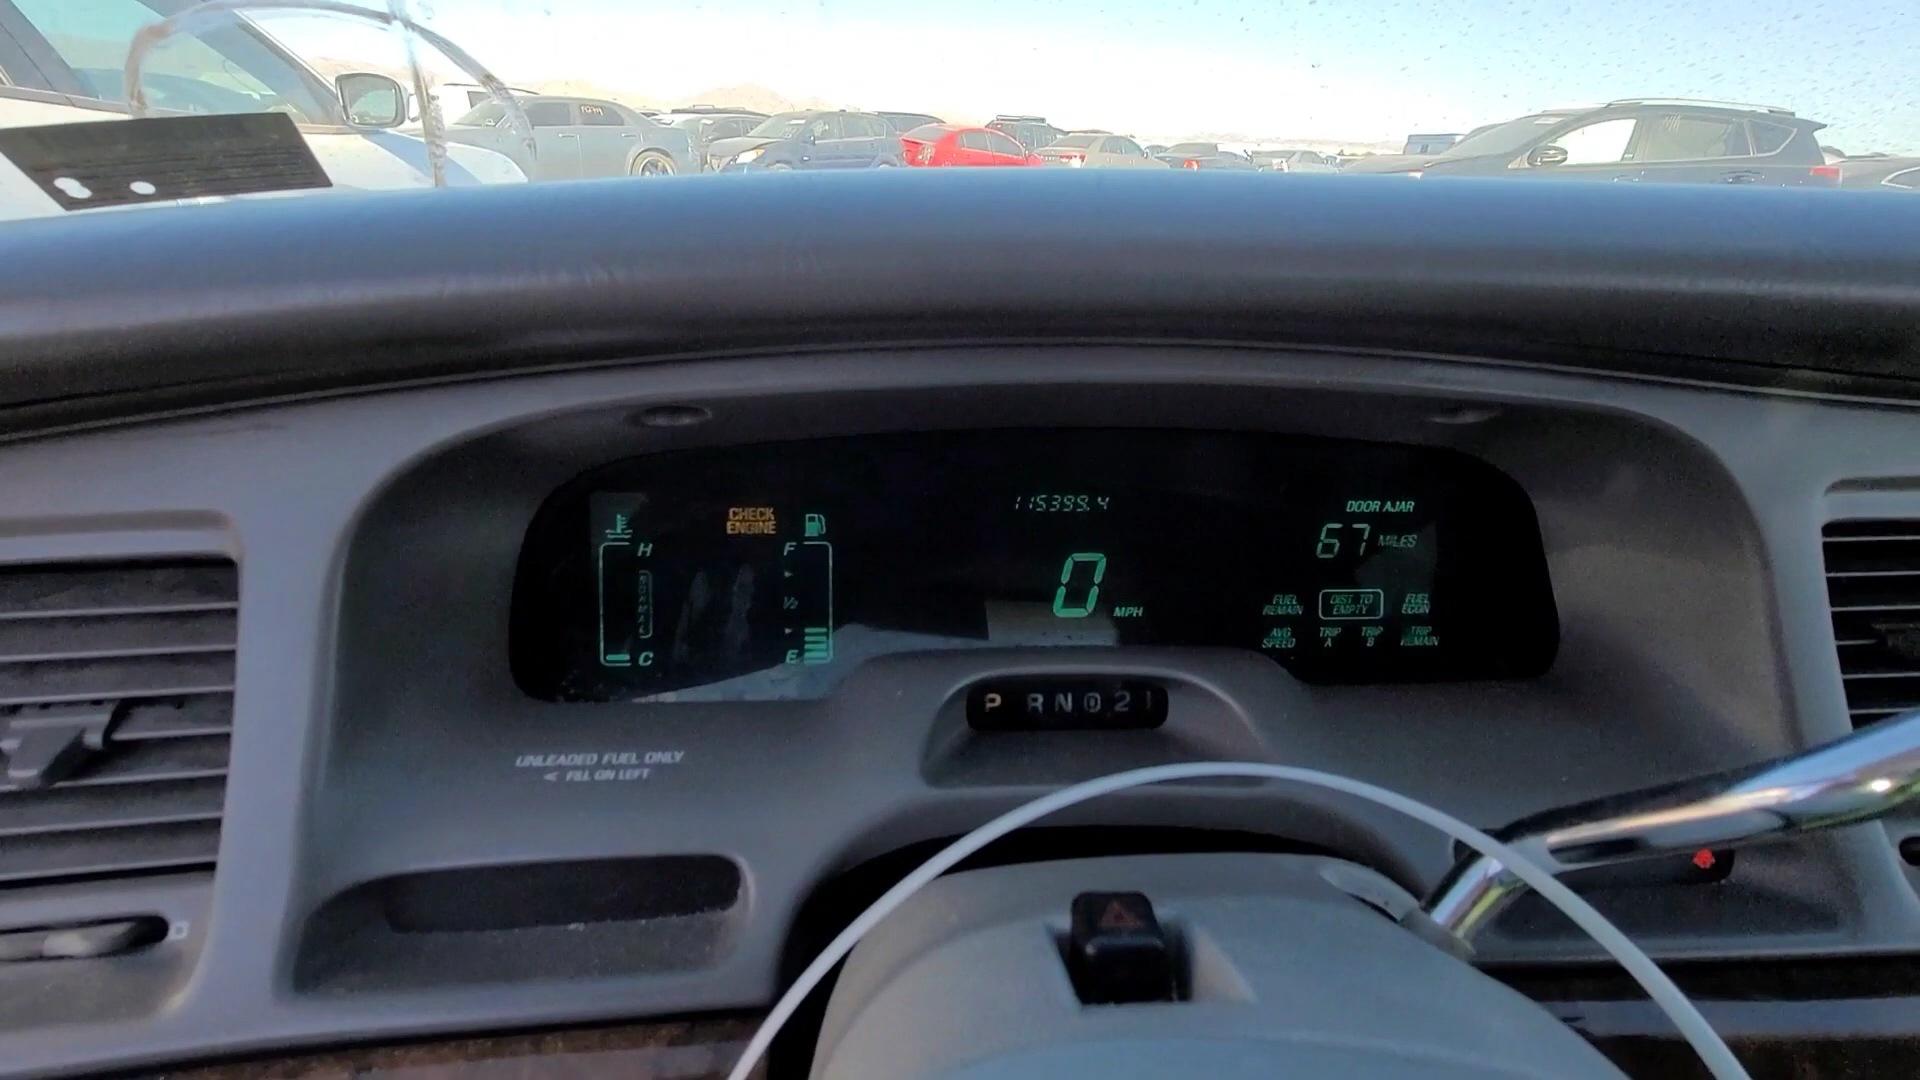 CHECK
ENGINE
H
NORMAL
C
F
1/2
E
115395.4
0 MPH
DOOR AJAR
67 MILES
FUEL
REMAIN
DIST TO
EMPTY
FUEL
ECON
AVG
SPEED
TRIP
A
TRIP
B
TRIP
REMAIN
P R N D 2 1
UNLEADED FUEL ONLY
< FILL ON LEFT